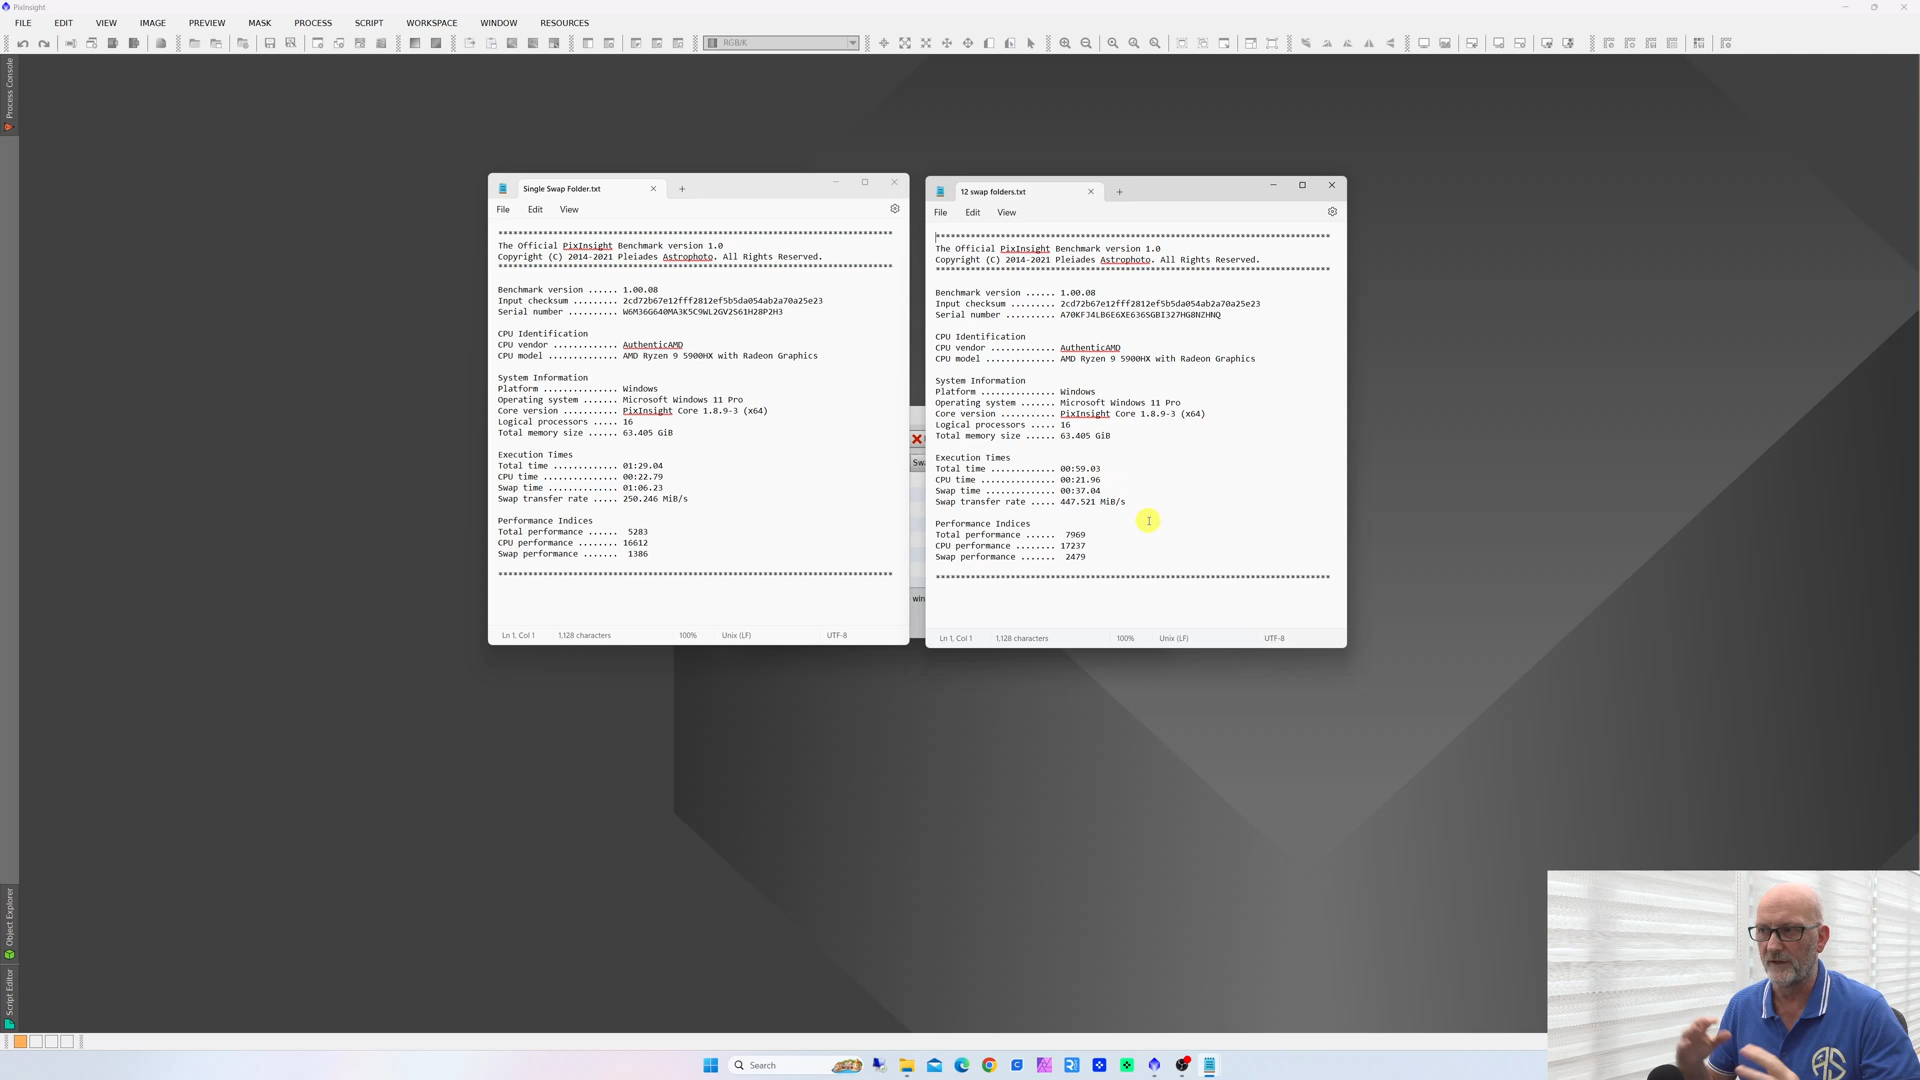 PixInsight
FILE EDIT VIEW IMAGE PREVIEW MASK PROCESS SCRIPT WORKSPACE WINDOW RESOURCES
RGB/K
Process Console
Single Swap Folder.txt
File Edit View
*******************************************************************************
The Official PixInsight Benchmark version 1.0
Copyright (C) 2014-2021 Pleiades Astrophoto. All Rights Reserved.
*******************************************************************************
Benchmark version ...... 1.00.08
Input checksum ......... 2cd72b67e12fff2812ef5b5da054ab2a70a25e23
Serial number .......... W6M36G640MA3K5C9WL2GV2S61H28P2H3
CPU Identification
CPU vendor ............. AuthenticAMD
CPU model .............. AMD Ryzen 9 5900HX with Radeon Graphics
System Information
Platform ............... Windows
Operating system ....... Microsoft Windows 11 Pro
Core version ........... PixInsight Core 1.8.9-3 (x64)
Logical processors ..... 16
Total memory size ...... 63.405 GiB
Execution Times
Total time ............. 01:29.04
CPU time ............... 00:22.79
Swap time .............. 01:06.23
Swap transfer rate ..... 250.246 MiB/s
Performance Indices
Total performance ...... 5283
CPU performance ........ 16612
Swap performance ....... 1386
*******************************************************************************
Ln 1, Col 1 1,128 characters 100% Unix (LF) UTF-8
Swa
win
12 swap folders.txt
File Edit View
*******************************************************************************
The Official PixInsight Benchmark version 1.0
Copyright (C) 2014-2021 Pleiades Astrophoto. All Rights Reserved.
*******************************************************************************
Benchmark version ...... 1.00.08
Input checksum ......... 2cd72b67e12fff2812ef5b5da054ab2a70a25e23
Serial number .......... A70KFJ4LB6E6XE636SGBI327HG8NZHNQ
CPU Identification
CPU vendor ............. AuthenticAMD
CPU model .............. AMD Ryzen 9 5900HX with Radeon Graphics
System Information
Platform ............... Windows
Operating system ....... Microsoft Windows 11 Pro
Core version ........... PixInsight Core 1.8.9-3 (x64)
Logical processors ..... 16
Total memory size ...... 63.405 GiB
Execution Times
Total time ............. 00:59.03
CPU time ............... 00:21.96
Swap time .............. 00:37.04
Swap transfer rate ..... 447.521 MiB/s
Performance Indices
Total performance ...... 7969
CPU performance ........ 17237
Swap performance ....... 2479
*******************************************************************************
Ln 1, Col 1 1,128 characters 100% Unix (LF) UTF-8
Object Explorer
Script Editor
Search